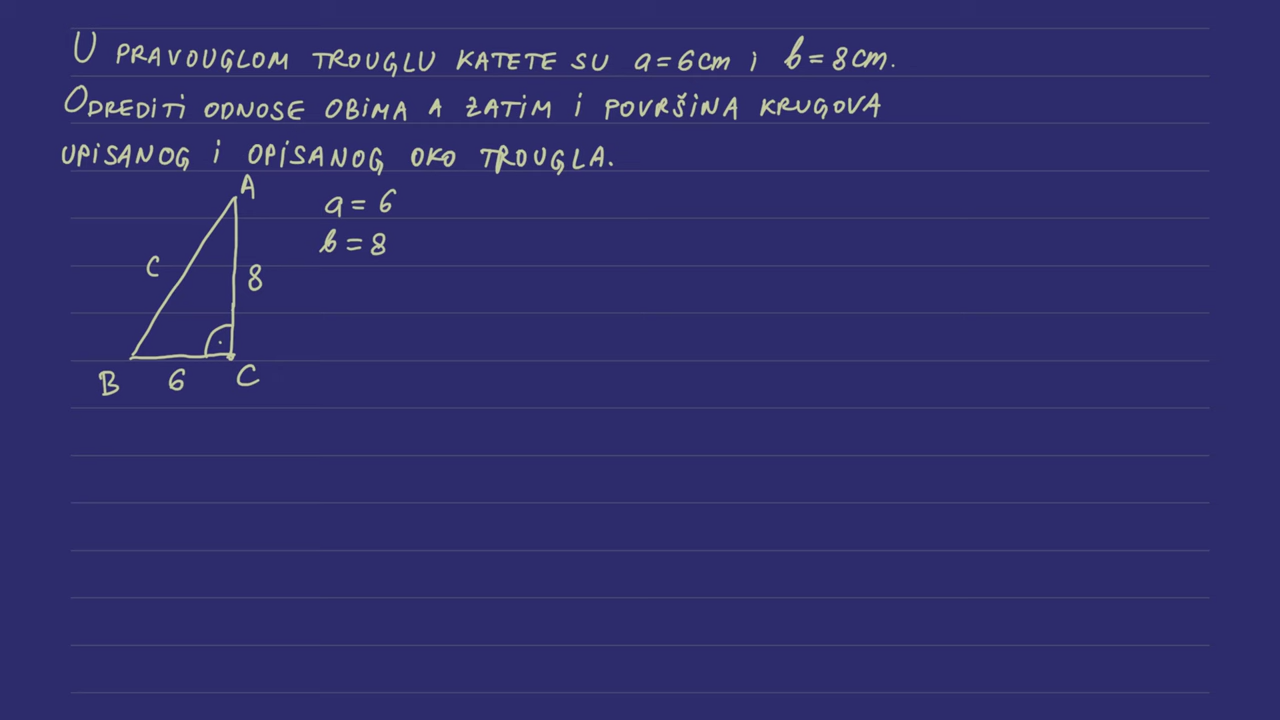 U PRAVOUGLOM TROUGLU KATETE SU a=6cm i b=8cm.
ODREDITI ODNOSE OBIMA A ZATIM i POVRŠINA KRUGOVA
UPISANOG i OPISANOG OKO TROUGLA.
A
a = 6
b = 8
c
8
B 6 C